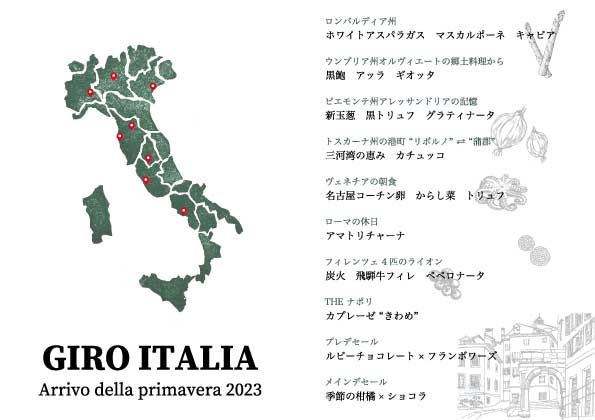 GIRO ITALIA
Arrivo della primavera 2023
ロンバルディア州
ホワイトアスパラガス　マスカルポーネ　キャビア
ウンブリア州オルヴィエートの郷土料理から
黒鮑　アッラ　ギオッタ
ピエモンテ州アレッサンドリアの記憶
新玉葱　黒トリュフ　グラティナータ
トスカーナ州の港町 “リボルノ” ⇌ “蒲郡”
三河湾の恵み　カチュッコ
ヴェネチアの朝食
名古屋コーチン卵　からし菜　トリュフ
ローマの休日
アマトリチャーナ
フィレンツェ 4 匹のライオン
炭火　飛騨牛フィレ　ペペロナータ
THE ナポリ
カプレーゼ “きわめ”
プレデセール
ルビーチョコレート × フランボワーズ
メインデセール
季節の柑橘 × ショコラ